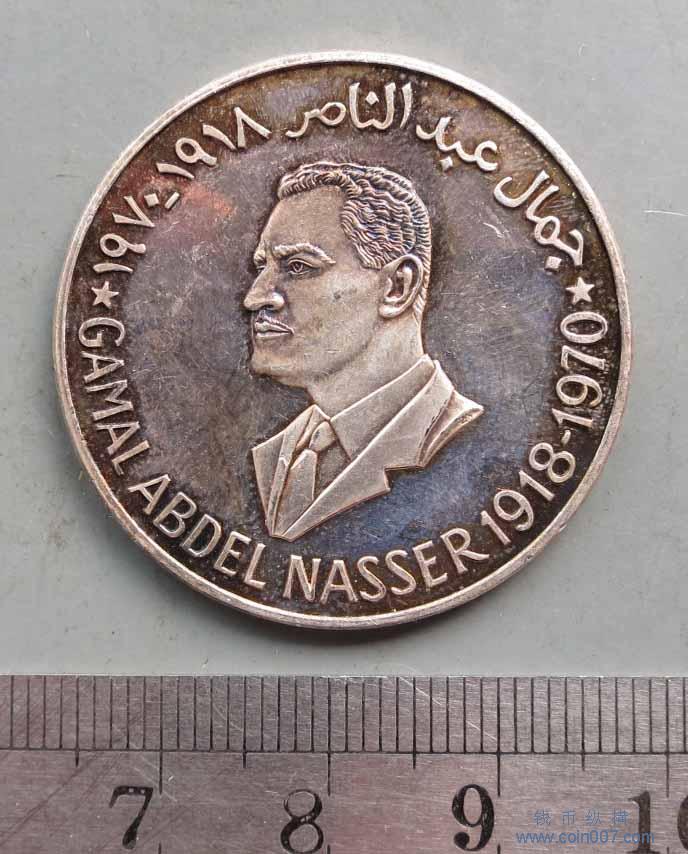 جمال عبد الناصر ١٩١٨-١٩٧٠
★ GAMAL ABDEL NASSER 1918-1970 ★
7 8 9 10
钱币纵横
www.coin007.com